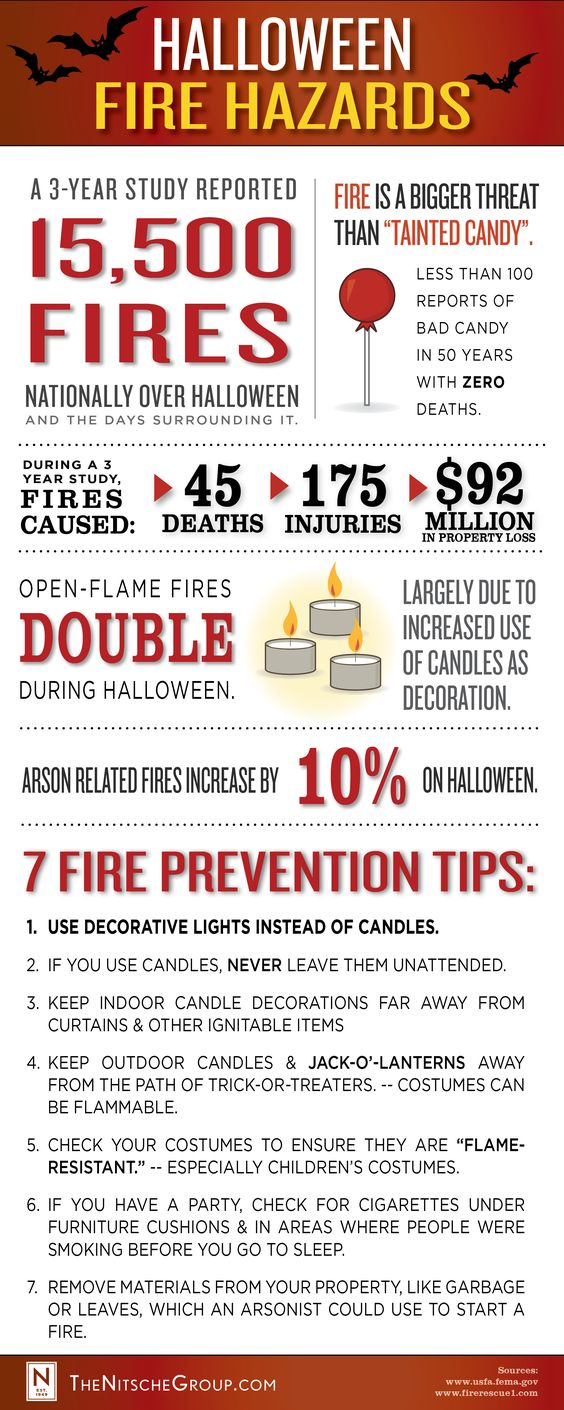 HALLOWEEN
FIRE HAZARDS
A 3-YEAR STUDY REPORTED
15,500
FIRES
NATIONALLY OVER HALLOWEEN
AND THE DAYS SURROUNDING IT.
FIRE IS A BIGGER THREAT
THAN "TAINTED CANDY".
LESS THAN 100
REPORTS OF
BAD CANDY
IN 50 YEARS
WITH ZERO
DEATHS.
DURING A 3
YEAR STUDY,
FIRES
CAUSED:
45
DEATHS
175
INJURIES
$92
MILLION
IN PROPERTY LOSS
OPEN-FLAME FIRES
DOUBLE
DURING HALLOWEEN.
LARGELY DUE TO
INCREASED USE
OF CANDLES AS
DECORATION.
ARSON RELATED FIRES INCREASE BY 10% ON HALLOWEEN.
7 FIRE PREVENTION TIPS:
1. USE DECORATIVE LIGHTS INSTEAD OF CANDLES.
2. IF YOU USE CANDLES, NEVER LEAVE THEM UNATTENDED.
3. KEEP INDOOR CANDLE DECORATIONS FAR AWAY FROM
CURTAINS & OTHER IGNITABLE ITEMS
4. KEEP OUTDOOR CANDLES & JACK-O'-LANTERNS AWAY
FROM THE PATH OF TRICK-OR-TREATERS. -- COSTUMES CAN
BE FLAMMABLE.
5. CHECK YOUR COSTUMES TO ENSURE THEY ARE "FLAME-
RESISTANT." -- ESPECIALLY CHILDREN'S COSTUMES.
6. IF YOU HAVE A PARTY, CHECK FOR CIGARETTES UNDER
FURNITURE CUSHIONS & IN AREAS WHERE PEOPLE WERE
SMOKING BEFORE YOU GO TO SLEEP.
7. REMOVE MATERIALS FROM YOUR PROPERTY, LIKE GARBAGE
OR LEAVES, WHICH AN ARSONIST COULD USE TO START A
FIRE.
N
EST.
1949
THENITSCHEGROUP.COM
Sources:
www.usfa.fema.gov
www.firerescue1.com